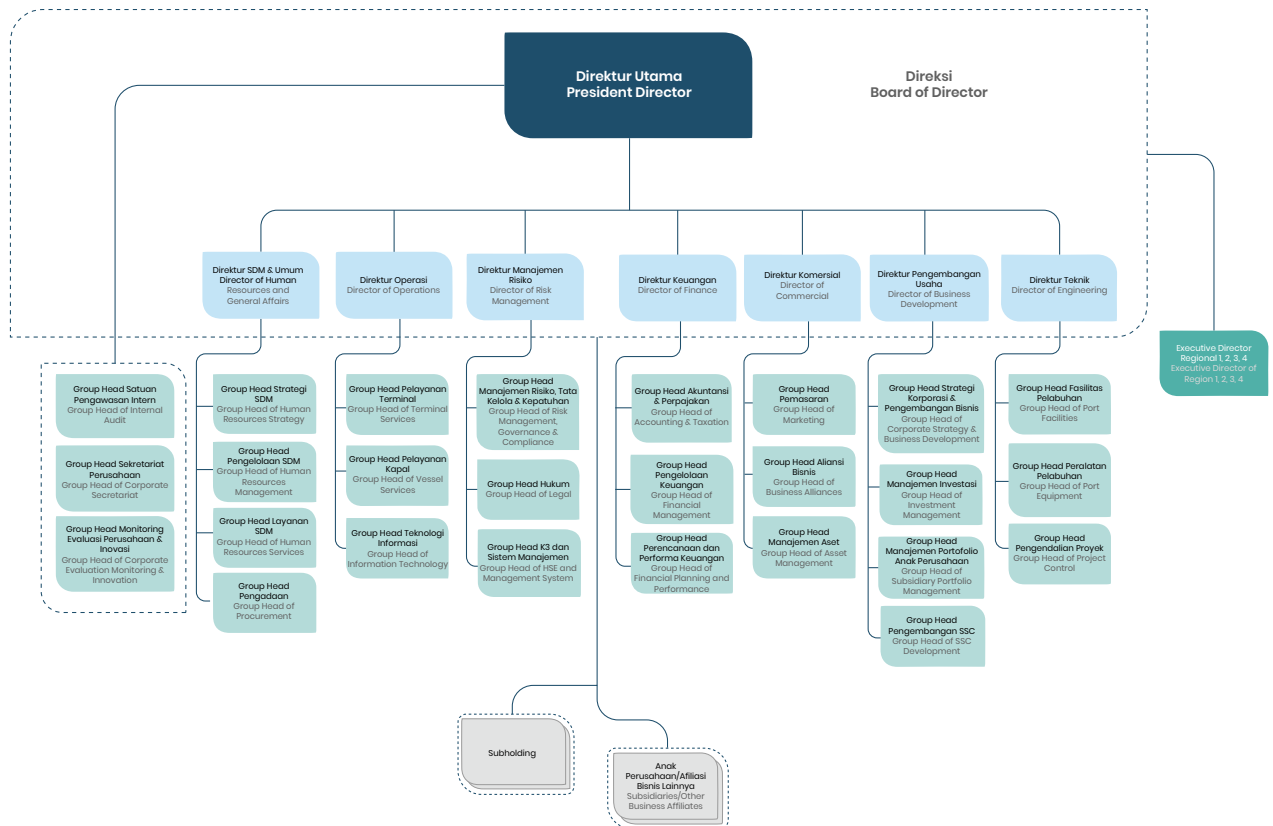 Direktur Utama
President Director
Direksi
Board of Director
Direktur SDM & Umum
Director of Human
Resources and
General Affairs
Direktur Operasi
Director of Operations
Direktur Manajemen
Risiko
Director of Risk
Management
Direktur Keuangan
Director of Finance
Direktur Komersial
Director of
Commercial
Direktur Pengembangan
Usaha
Director of Business
Development
Direktur Teknik
Director of Engineering
Executive Director
Regional 1, 2, 3, 4
Executive Director of
Region 1, 2, 3, 4
Group Head Satuan
Pengawasan Intern
Group Head of Internal
Audit
Group Head Sekretariat
Perusahaan
Group Head of Corporate
Secretariat
Group Head Monitoring
Evaluasi Perusahaan &
Inovasi
Group Head of Corporate
Evaluation Monitoring &
Innovation
Group Head Strategi
SDM
Group Head of Human
Resources Strategy
Group Head
Pengelolaan SDM
Group Head of Human
Resources
Management
Group Head Layanan
SDM
Group Head of Human
Resources Services
Group Head
Pengadaan
Group Head of
Procurement
Group Head Pelayanan
Terminal
Group Head of Terminal
Services
Group Head Pelayanan
Kapal
Group Head of Vessel
Services
Group Head Teknologi
Informasi
Group Head of
Information Technology
Group Head
Manajemen Risiko, Tata
Kelola & Kepatuhan
Group Head of Risk
Management,
Governance &
Compliance
Group Head Hukum
Group Head of Legal
Group Head K3 dan
Sistem Manajemen
Group Head of HSE and
Management System
Group Head Akuntansi
& Perpajakan
Group Head of
Accounting & Taxation
Group Head
Pengelolaan
Keuangan
Group Head of
Financial
Management
Group Head
Perencanaan dan
Performa Keuangan
Group Head of
Financial Planning and
Performance
Group Head
Pemasaran
Group Head of
Marketing
Group Head Aliansi
Bisnis
Group Head of
Business Alliances
Group Head
Manajemen Aset
Group Head of Asset
Management
Group Head Strategi
Korporasi &
Pengembangan Bisnis
Group Head of
Corporate Strategy &
Business Development
Group Head
Manajemen Investasi
Group Head of
Investment
Management
Group Head
Manajemen Portofolio
Anak Perusahaan
Group Head of
Subsidiary Portfolio
Management
Group Head
Pengembangan SSC
Group Head of SSC
Development
Group Head Fasilitas
Pelabuhan
Group Head of Port
Facilities
Group Head Peralatan
Pelabuhan
Group Head of Port
Equipment
Group Head
Pengendalian Proyek
Group Head of Project
Control
Subholding
Anak
Perusahaan/Afiliasi
Bisnis Lainnya
Subsidiaries/Other
Business Affiliates